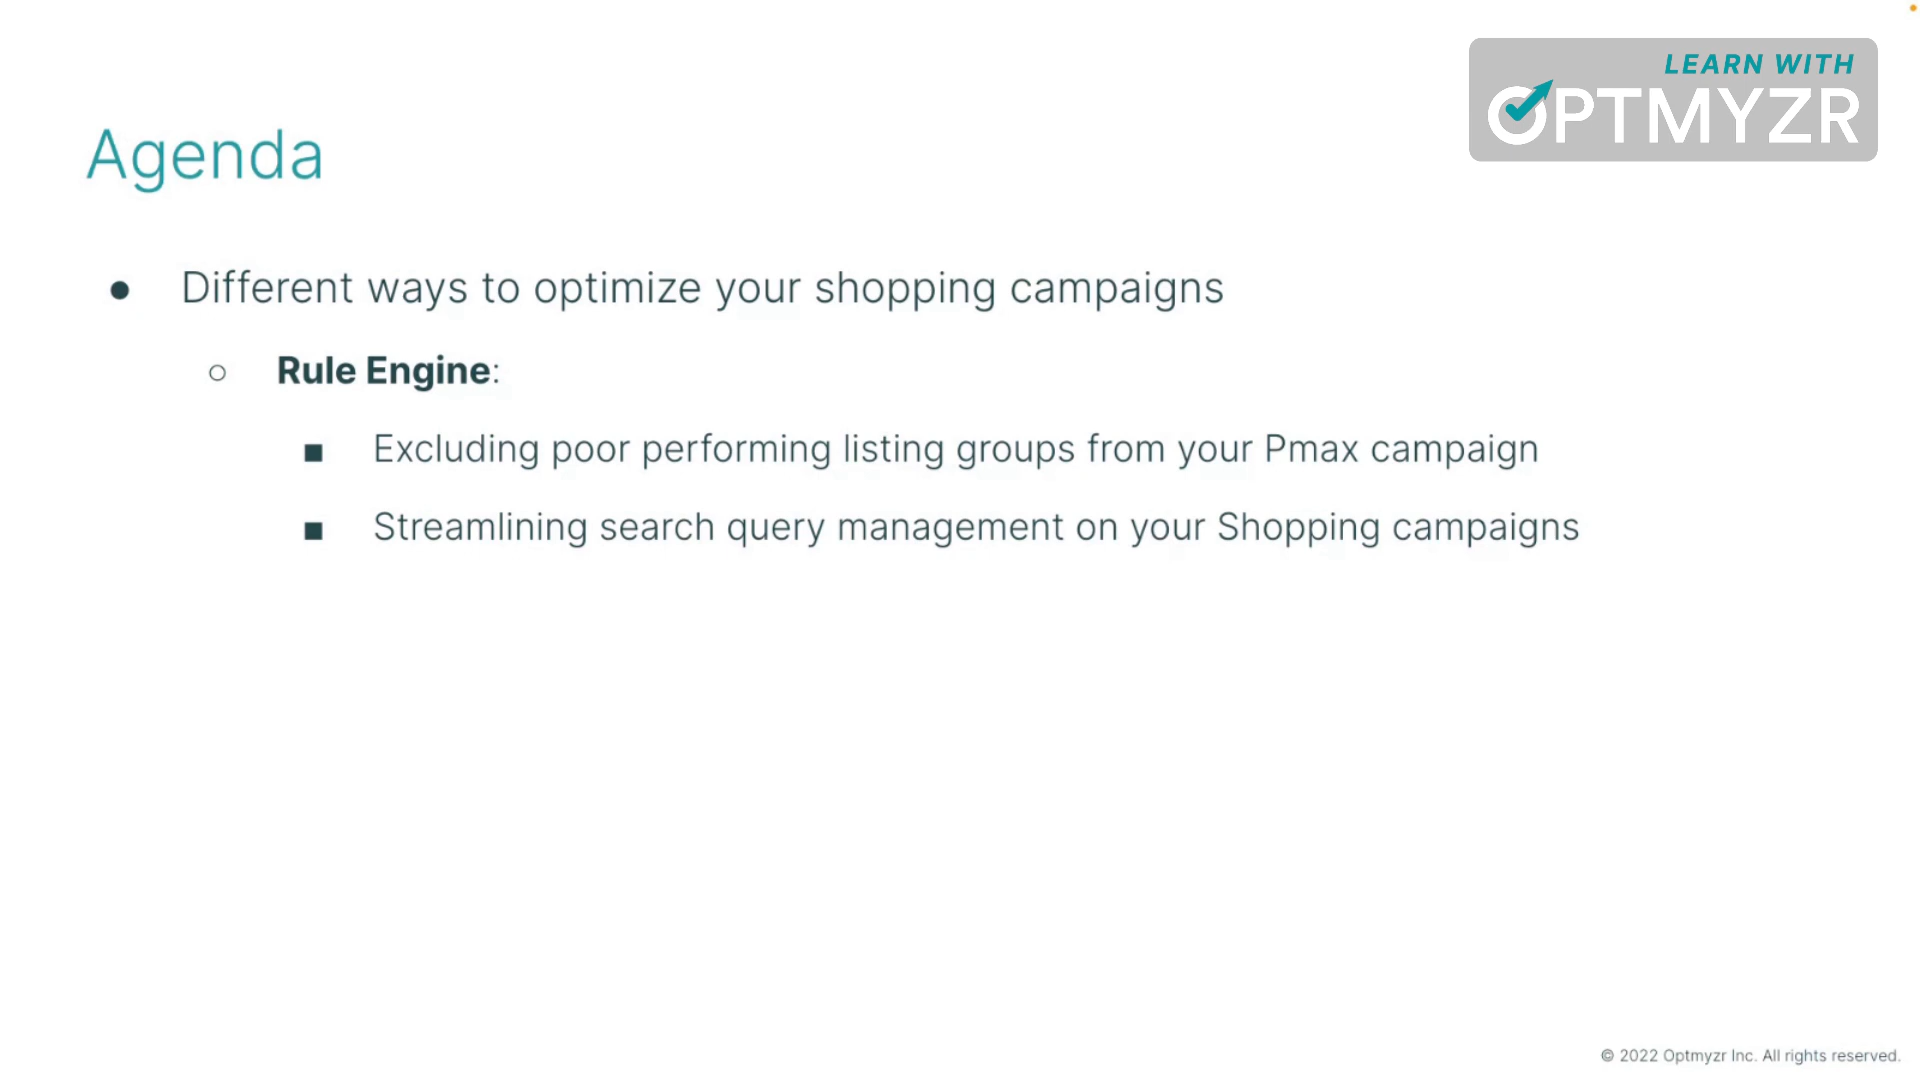 LEARN WITH
OPTMYZR
Agenda
● Different ways to optimize your shopping campaigns
○ Rule Engine:
■ Excluding poor performing listing groups from your Pmax campaign
■ Streamlining search query management on your Shopping campaigns
© 2022 Optmyzr Inc. All rights reserved.